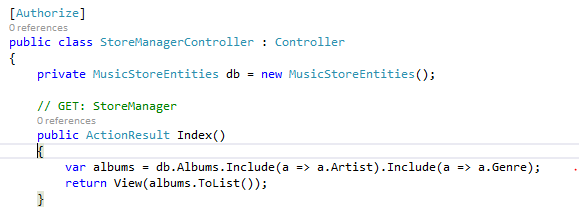 [Authorize]
0 references
public class StoreManagerController : Controller
{
private MusicStoreEntities db = new MusicStoreEntities();
// GET: StoreManager
0 references
public ActionResult Index()
{
var albums = db.Albums.Include(a => a.Artist).Include(a => a.Genre);
return View(albums.ToList());
}